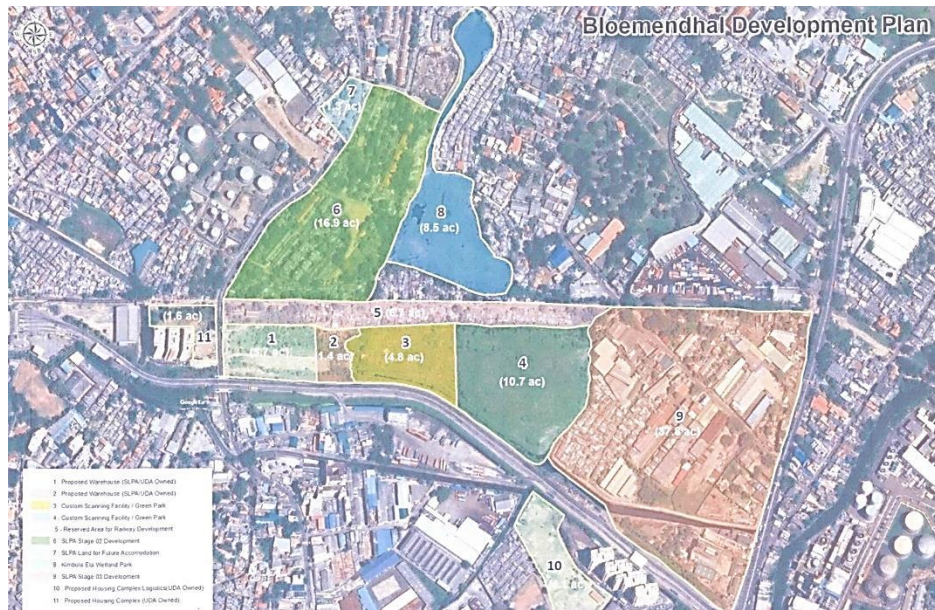 Bloemendhal Development Plan
7
6
(16.9 ac)
8
(8.5 ac)
5
(1.6 ac)
11
1
2
1.4 ac)
3
(4.8 ac)
4
(10.7 ac)
9
10
1 Proposed Warehouse (SLPA/UDA Owned)
2 Proposed Warehouse (SLPA/UDA Owned)
3 Custom Scanning Facility / Green Park
4 Custom Scanning Facility / Green Park
5 - Reserved Area for Railway Development
6 SLPA Stage 02 Development
7 SLPA Land for Future Accomodation
8 Kimbula Ela Wetland Park
9 SLPA Stage 03 Development
10 Proposed Housing Complex Logistics(UDA Owned)
11 Proposed Housing Complex (UDA Owned)